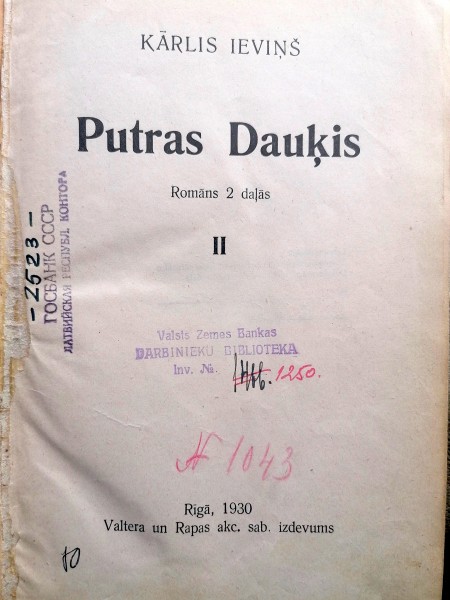 KĀRLIS IEVIŅŠ
Putras Dauķis
Romāns 2 daļās
II
-2523-
ГОСБАНК СССР
ЛАТВИЙСКАЯ РЕСПУБЛ. КОНТОРА
Valsts Zemes Bankas
DARBINIEKU BIBLIOTEKA
Inv. №. 1250.
№ 1043
Rīgā, 1930
Valtera un Rapas akc. sab. izdevums